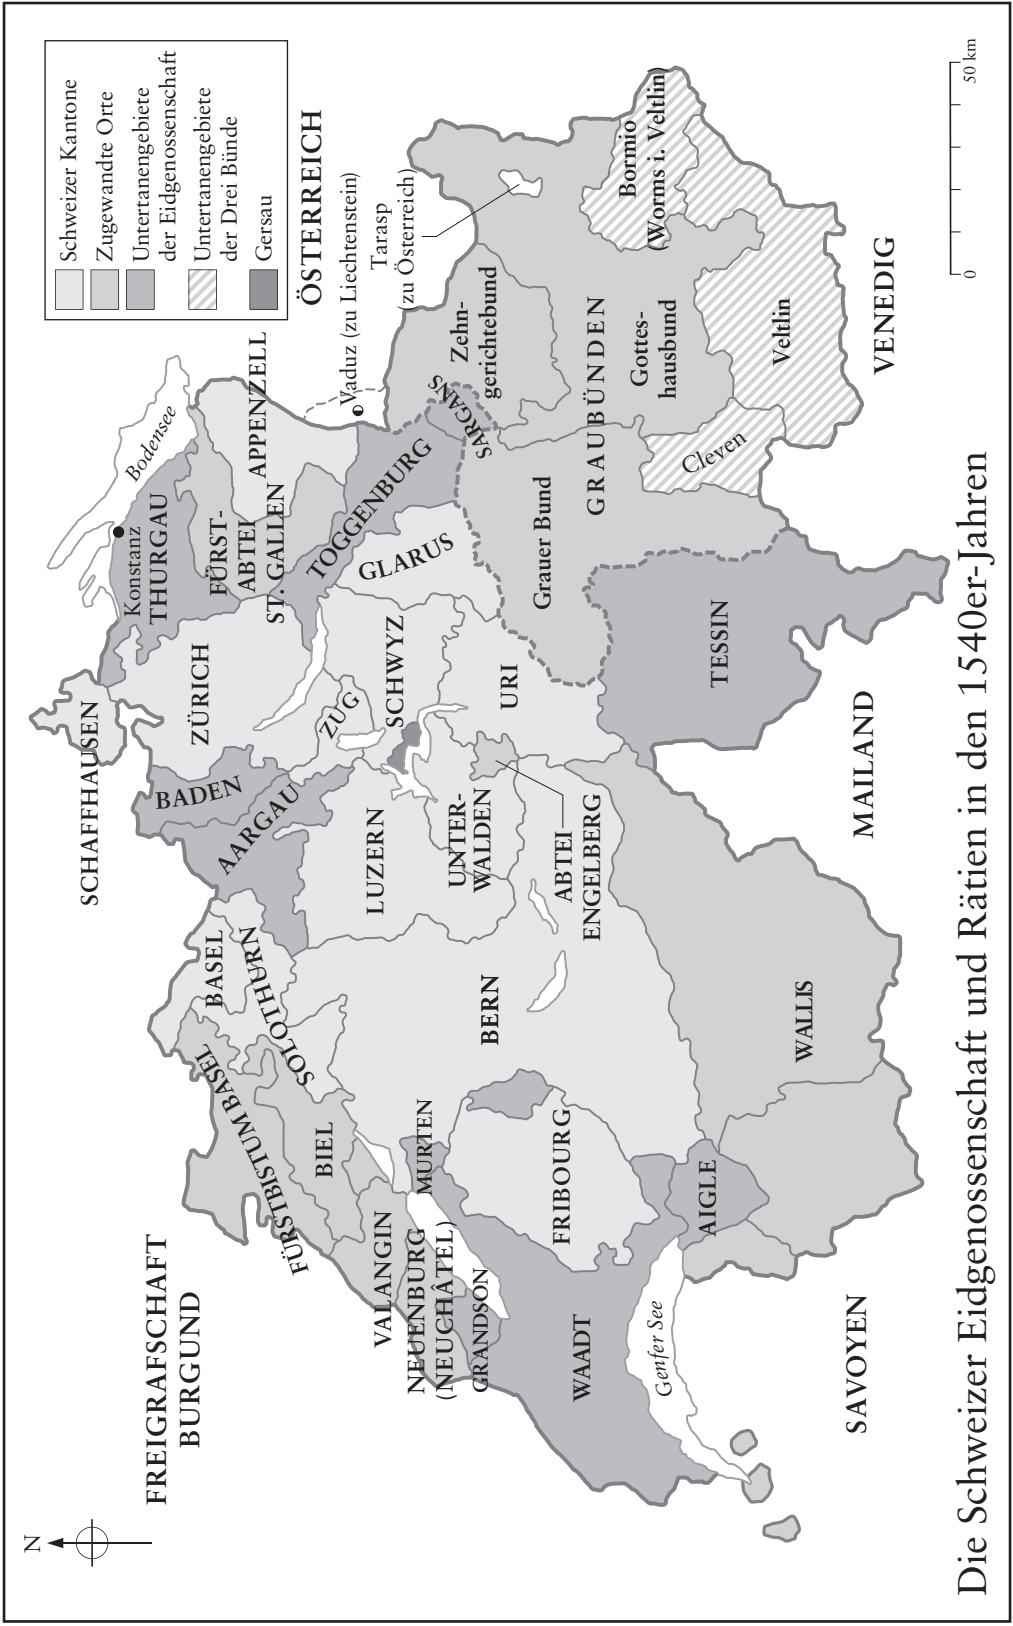 N
FREIGRAFSCHAFT
BURGUND
SCHAFFHAUSEN
Bodensee
Konstanz
THURGAU
Schweizer Kantone
Zugewandte Orte
Untertanengebiete
der Eidgenossenschaft
Untertanengebiete
der Drei Bünde
Gersau
ÖSTERREICH
BASEL
SOLOTHURN
FÜRSTBISTUM BASEL
BIEL
BADEN
AARGAU
ZÜRICH
FÜRST-
ABTEI
ST. GALLEN
APPENZELL
Vaduz (zu Liechtenstein)
Tarasp
(zu Österreich)
VALANGIN
NEUENBURG
(NEUCHÂTEL)
GRANDSON
MURTEN
LUZERN
ZUG
SCHWYZ
TOGGENBURG
GLARUS
SARGANS
Zehn-
gerichtebund
BERN
UNTER-
WALDEN
URI
ABTEI
ENGELBERG
Grauer Bund
GRAUBÜNDEN
Gottes-
hausbund
Bormio
(Worms i. Veltlin)
WAADT
FRIBOURG
Genfer See
AIGLE
WALLIS
TESSIN
Cleven
Veltlin
SAVOYEN
MAILAND
VENEDIG
0
50 km
Die Schweizer Eidgenossenschaft und Rätien in den 1540er-Jahren